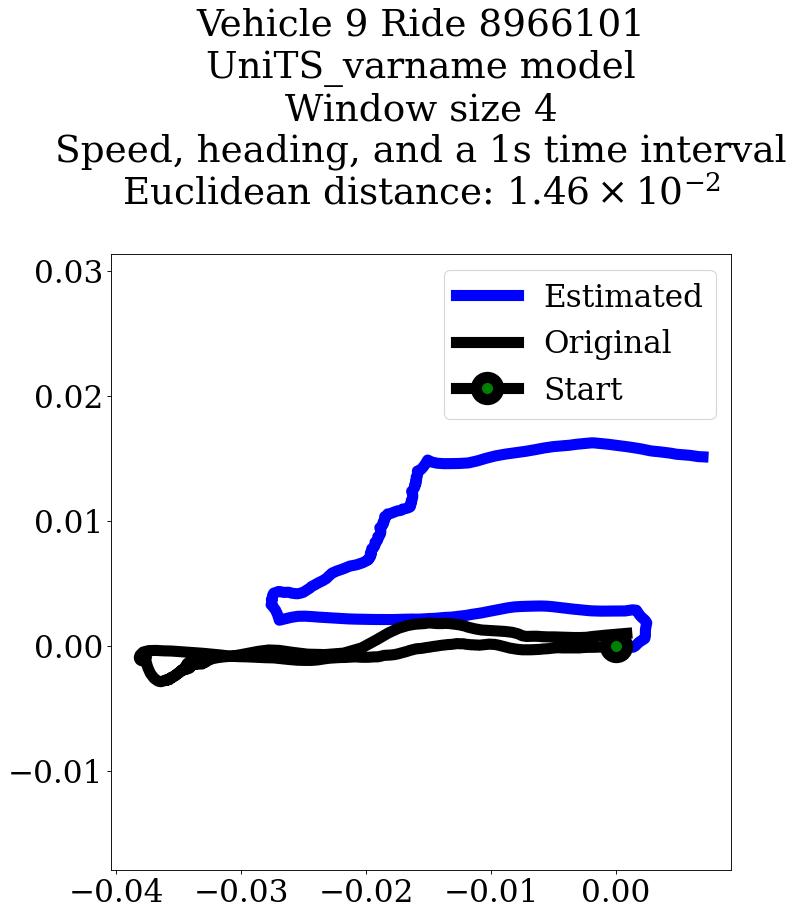 Vehicle 9 Ride 8966101
UniTS_varname model
Window size 4
Speed, heading, and a 1s time interval
Euclidean distance: 1.46 × 10⁻²
Estimated
Original
Start
0.03
0.02
0.01
0.00
−0.01
−0.04
−0.03
−0.02
−0.01
0.00